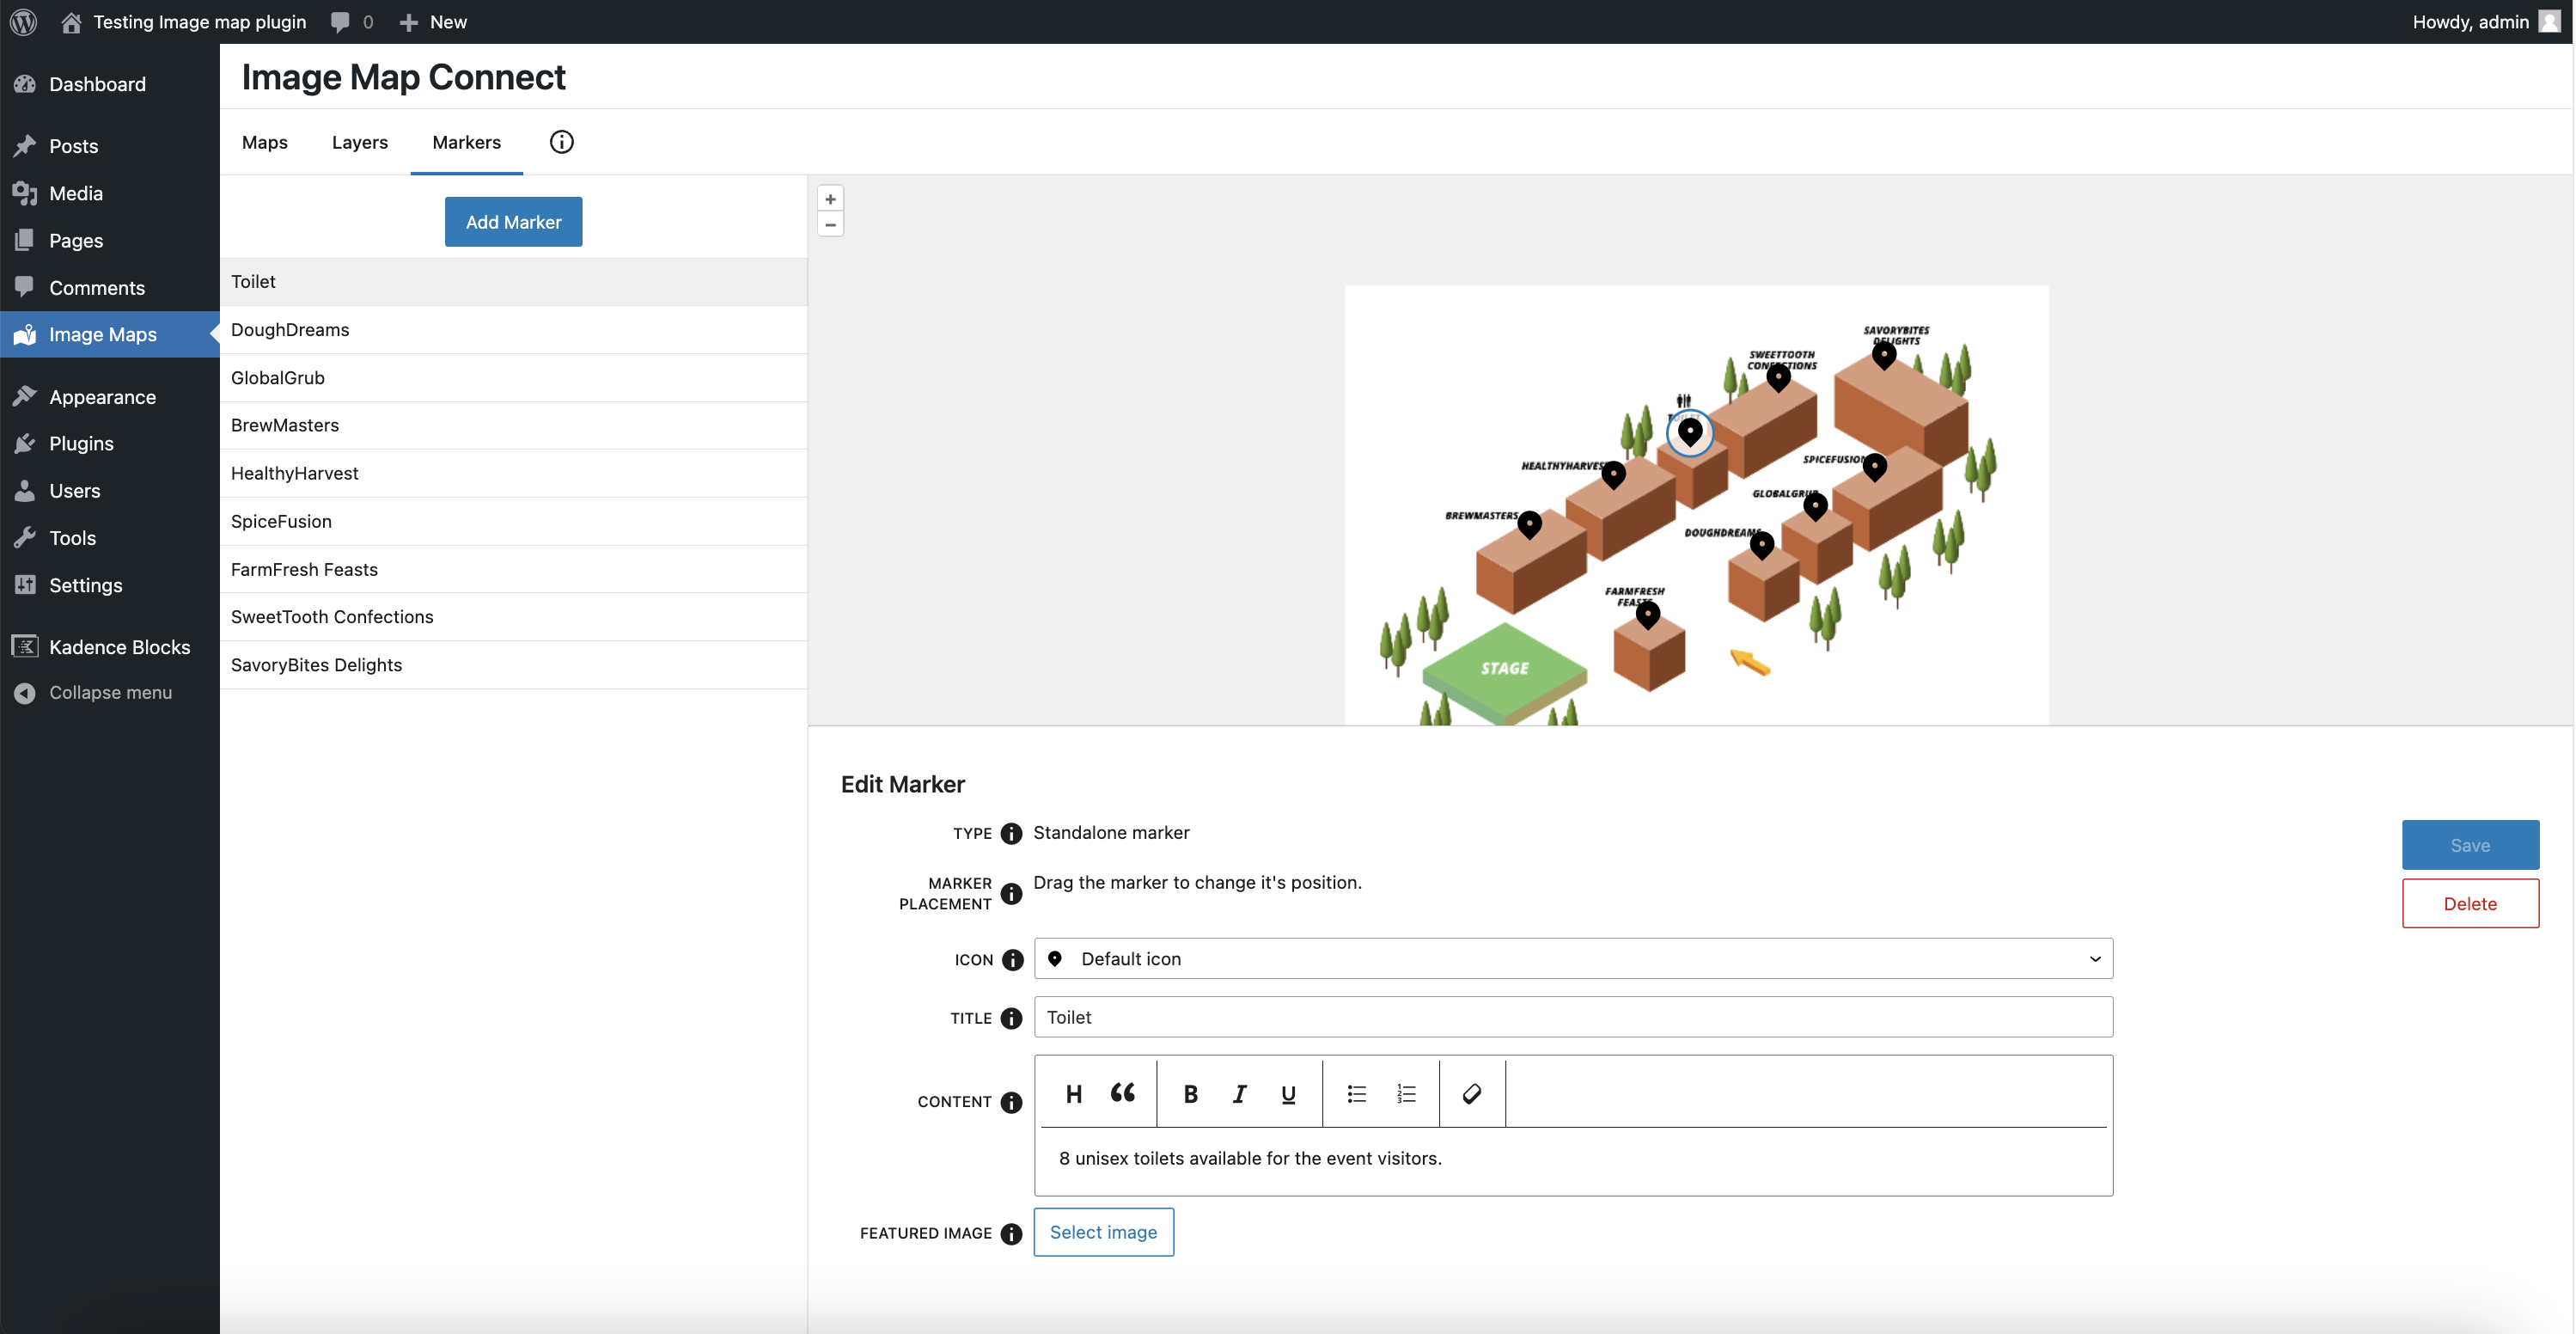 Testing Image map plugin
0
New
Howdy, admin
Dashboard
Posts
Media
Pages
Comments
Image Maps
Appearance
Plugins
Users
Tools
Settings
Kadence Blocks
Collapse menu
Image Map Connect
Maps
Layers
Markers
Add Marker
Toilet
DoughDreams
GlobalGrub
BrewMasters
HealthyHarvest
SpiceFusion
FarmFresh Feasts
SweetTooth Confections
SavoryBites Delights
+
−
SAVORYBITES
DELIGHTS
SWEETTOOTH
CONFECTIONS
TOILET
HEALTHYHARVEST
SPICEFUSION
GLOBALGRUB
BREWMASTERS
DOUGHDREAMS
FARMFRESH
FEASTS
STAGE
Edit Marker
TYPE
Standalone marker
MARKER
PLACEMENT
Drag the marker to change it's position.
ICON
Default icon
TITLE
Toilet
CONTENT
H
B I U
8 unisex toilets available for the event visitors.
FEATURED IMAGE
Select image
Save
Delete